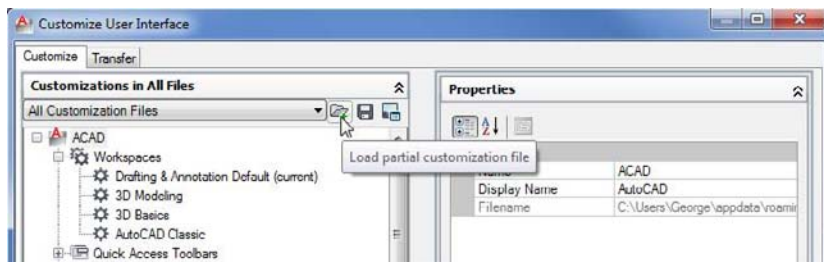 Customize User Interface
Customize Transfer
Customizations in All Files
All Customization Files
ACAD
Workspaces
Drafting & Annotation Default (current)
3D Modeling
3D Basics
AutoCAD Classic
Quick Access Toolbars
Load partial customization file
Properties
Name ACAD
Display Name AutoCAD
Filename C:\Users\George\appdata\roamin